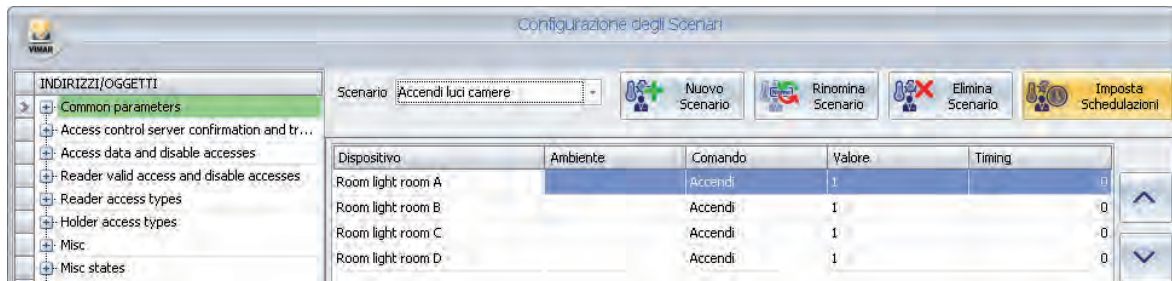 Configurazione degli Scenari
VIMAR
INDIRIZZI/OGGETTI
Common parameters
Access control server confirmation and tr...
Access data and disable accesses
Reader valid access and disable accesses
Reader access types
Holder access types
Misc
Misc states
Scenario Accendi luci camere
Nuovo
Scenario
Rinomina
Scenario
Elimina
Scenario
Imposta
Schedulazioni
Dispositivo Ambiente Comando Valore Timing
Room light room A Accendi 1 0
Room light room B Accendi 1 0
Room light room C Accendi 1 0
Room light room D Accendi 1 0